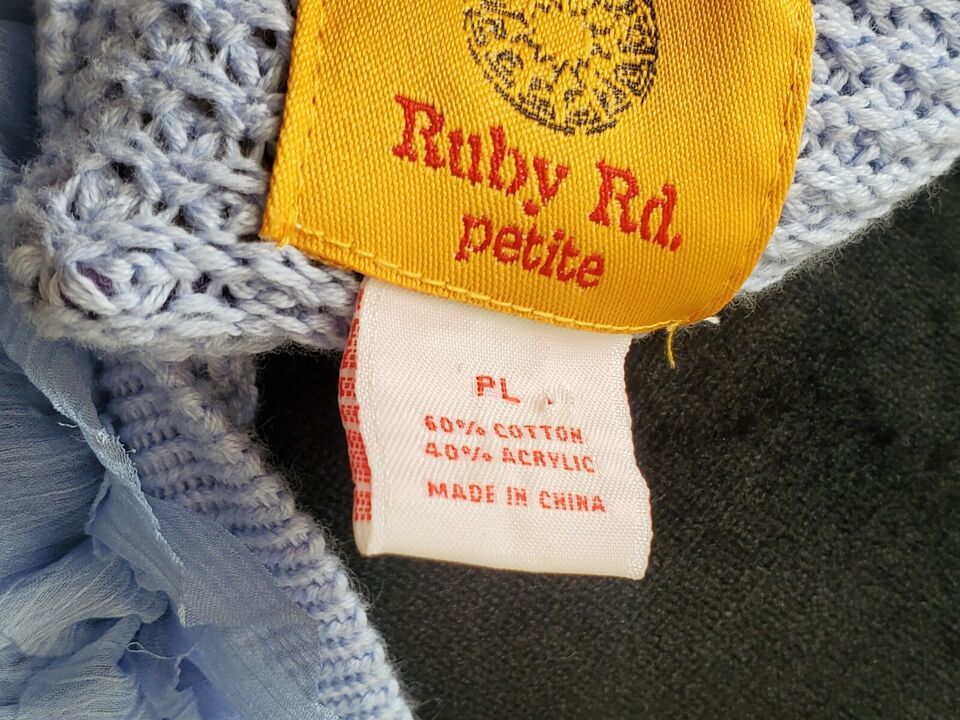 Ruby Rd.
petite
PL
60% COTTON
40% ACRYLIC
MADE IN CHINA